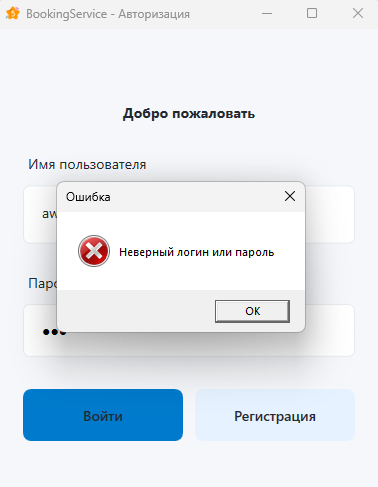 BookingService - Авторизация
Добро пожаловать
Имя пользователя
Ошибка
Неверный логин или пароль
OK
Войти
Регистрация